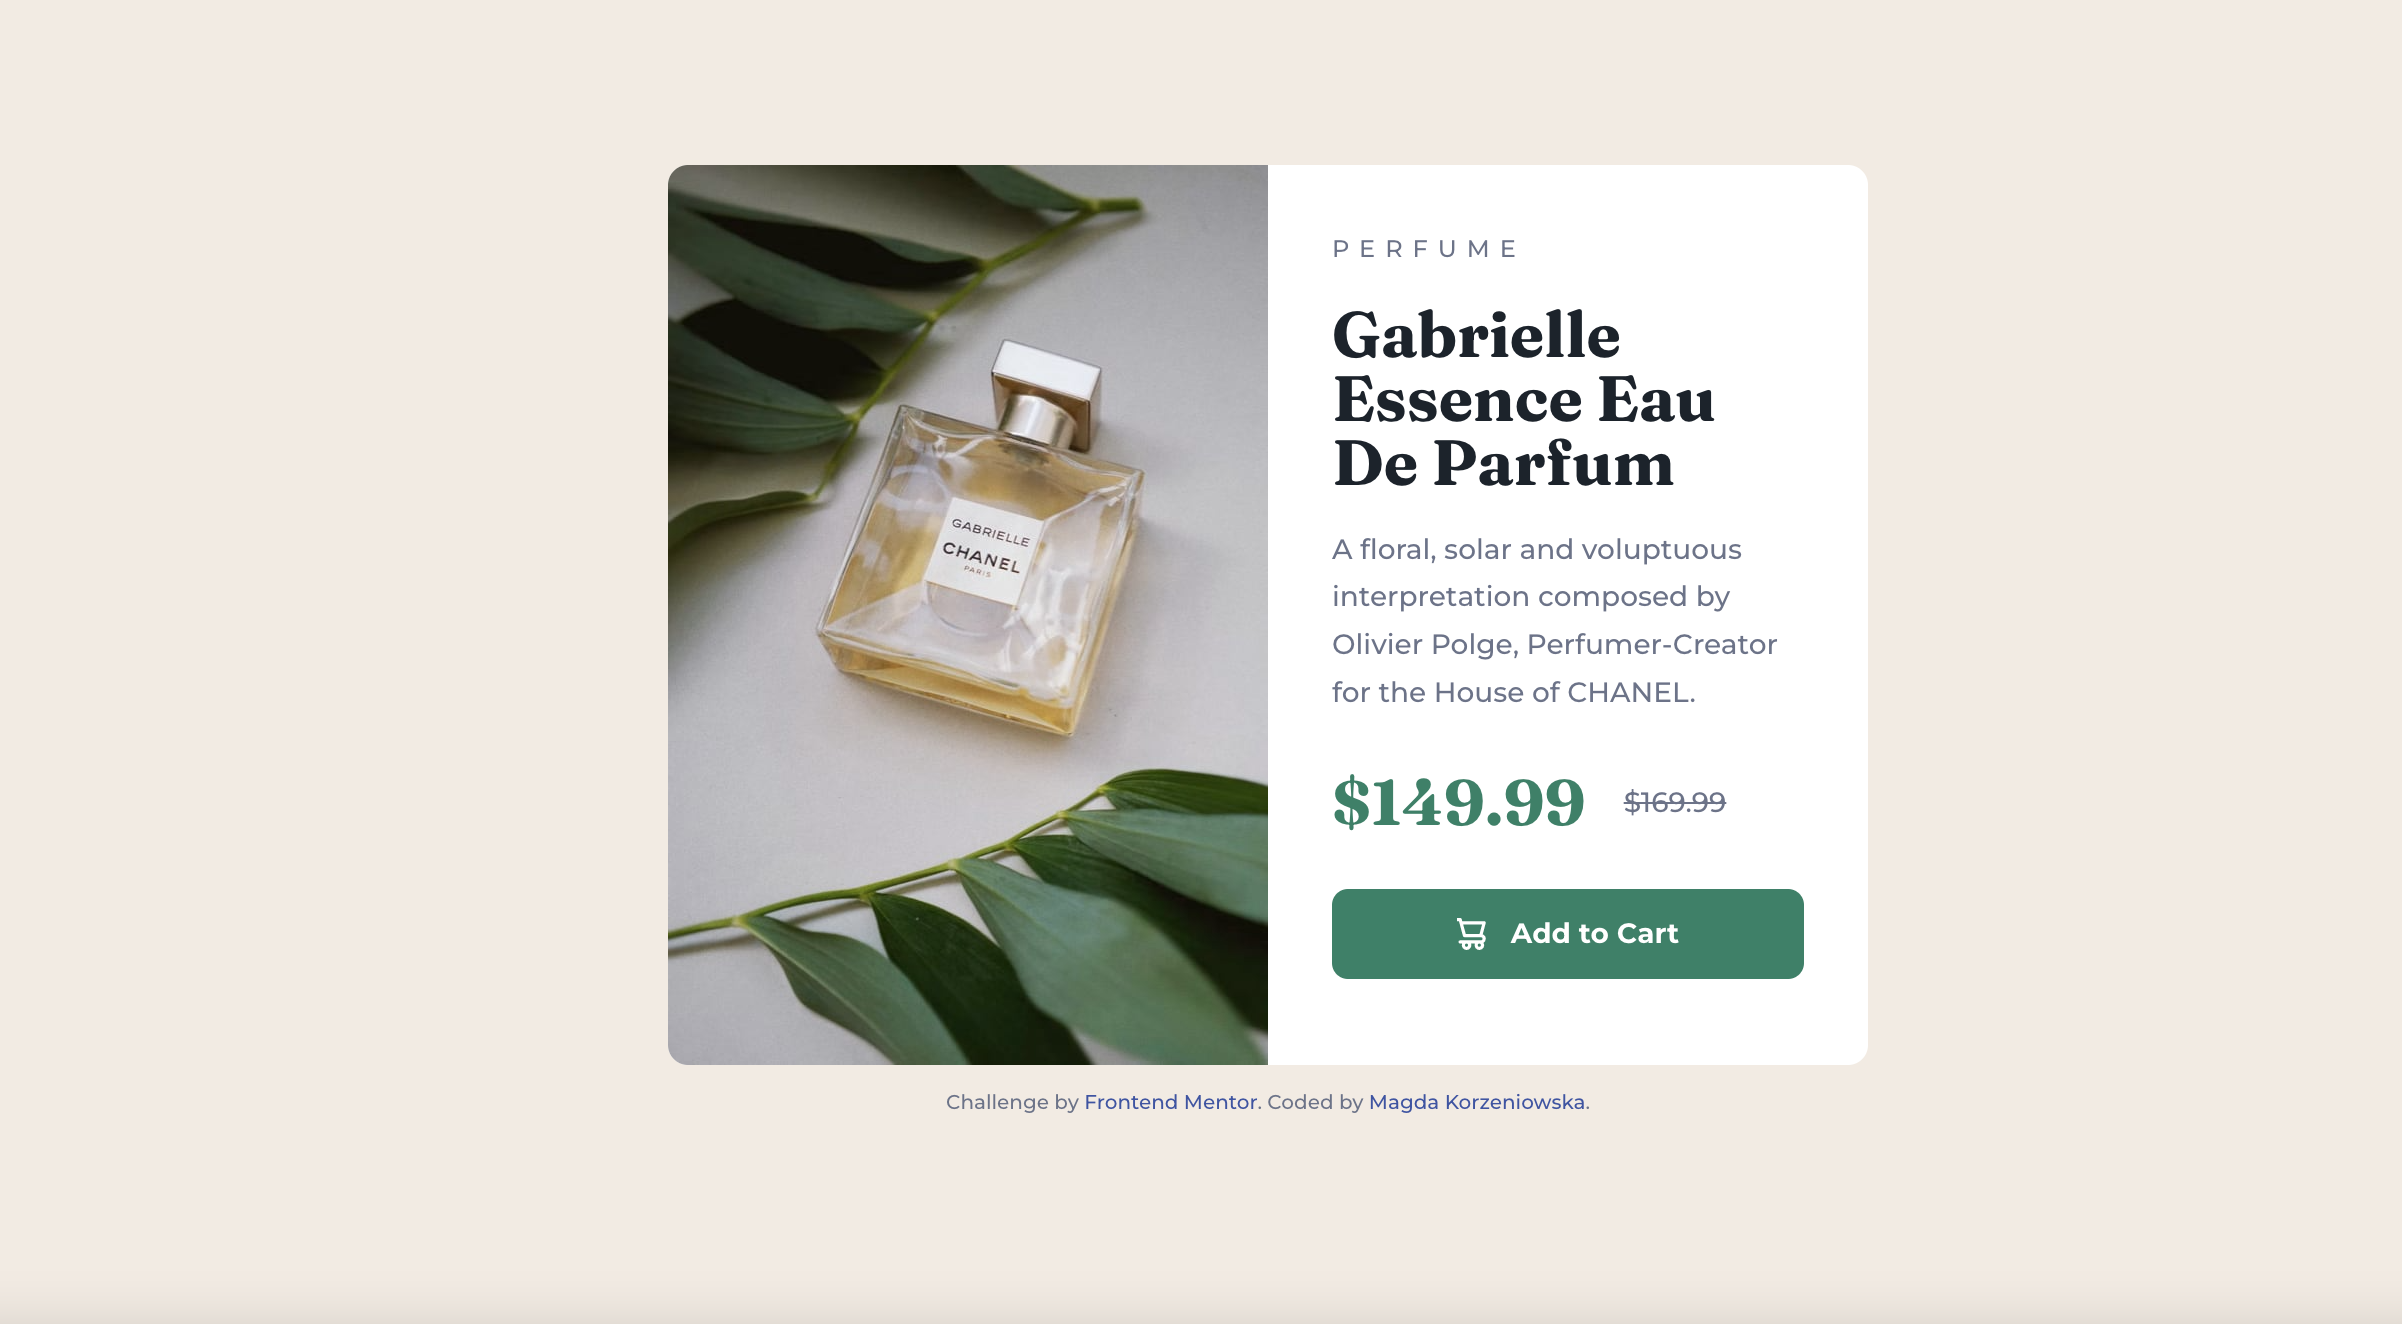 GABRIELLE
CHANEL
PARIS
PERFUME
Gabrielle
Essence Eau
De Parfum
A floral, solar and voluptuous
interpretation composed by
Olivier Polge, Perfumer-Creator
for the House of CHANEL.
$149.99 $169.99
Add to Cart
Challenge by Frontend Mentor. Coded by Magda Korzeniowska.